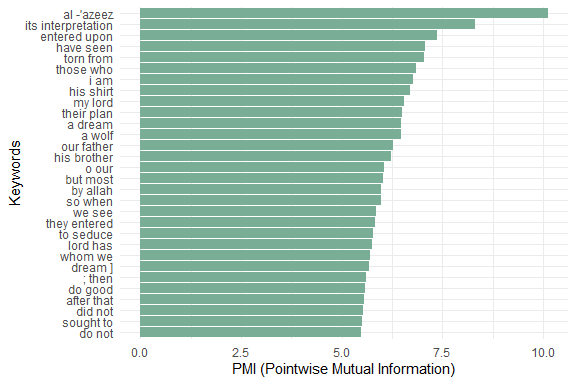 al -'azeez
its interpretation
entered upon
have seen
torn from
those who
i am
his shirt
my lord
their plan
a dream
a wolf
our father
his brother
o our
but most
by allah
so when
we see
they entered
to seduce
lord has
whom we
dream ]
; then
do good
after that
did not
sought to
do not
Keywords
0.0 2.5 5.0 7.5 10.0
PMI (Pointwise Mutual Information)